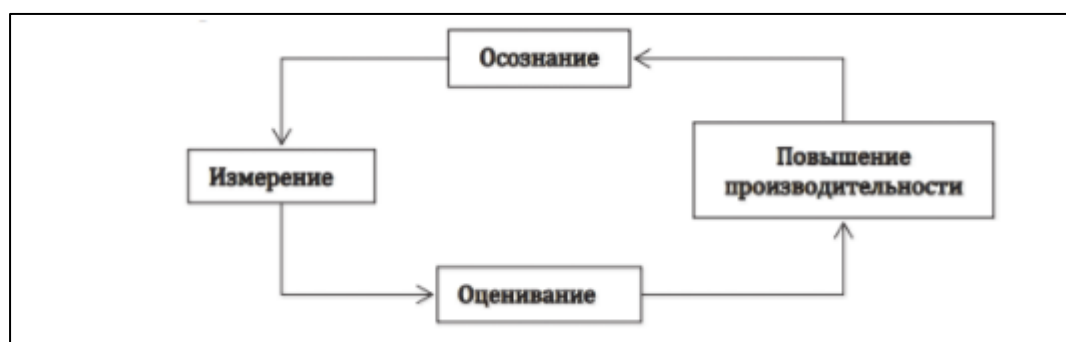 Осознание
Измерение
Повышение
производительности
Оценивание